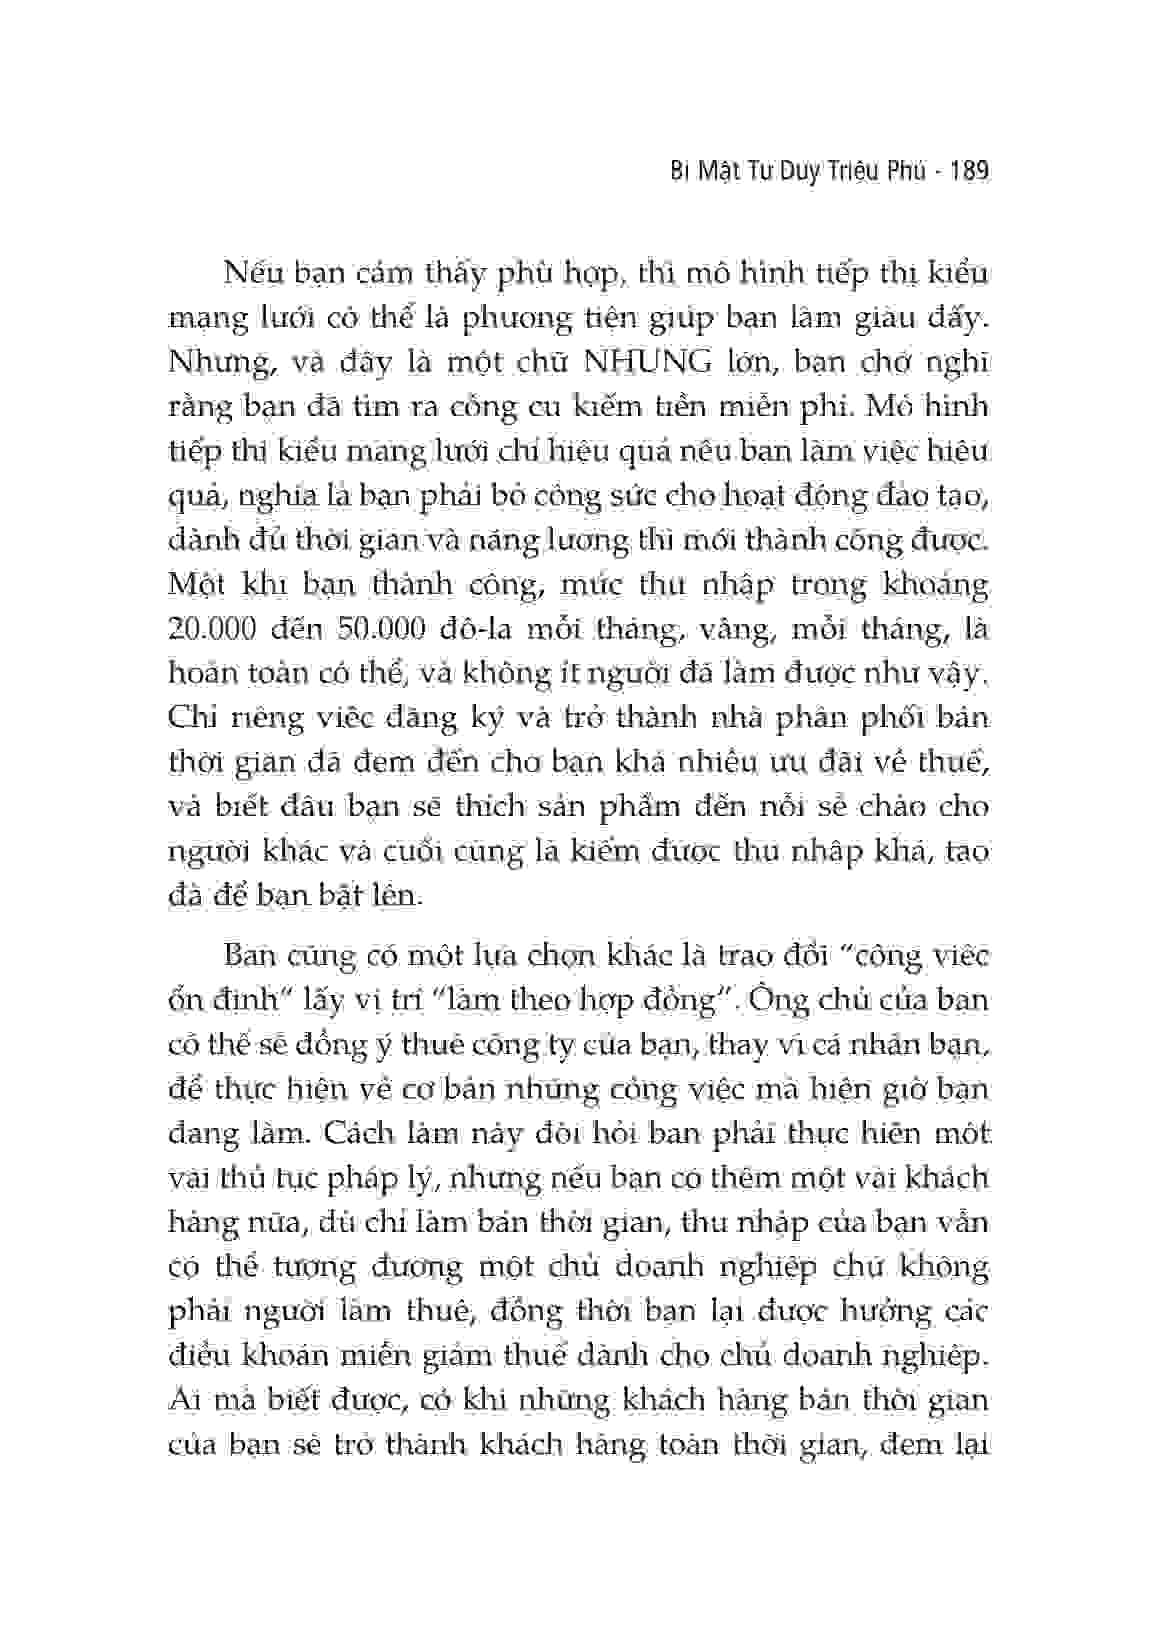 Bí Mật Tư Duy Triệu Phú - 189
Nếu bạn cảm thấy phù hợp, thì mô hình tiếp thị kiểu
mạng lưới có thể là phương tiện giúp bạn làm giàu đấy.
Nhưng, và đây là một chữ NHƯNG lớn, bạn chớ nghĩ
rằng bạn đã tìm ra công cụ kiếm tiền miễn phí. Mô hình
tiếp thị kiểu mạng lưới chỉ hiệu quả nếu bạn làm việc hiệu
quả, nghĩa là bạn phải bỏ công sức cho hoạt động đào tạo,
dành đủ thời gian và năng lượng thì mới thành công được.
Một khi bạn thành công, mức thu nhập trong khoảng
20.000 đến 50.000 đô-la mỗi tháng, vâng, mỗi tháng, là
hoàn toàn có thể, và không ít người đã làm được như vậy.
Chỉ riêng việc đăng ký và trở thành nhà phân phối bán
thời gian đã đem đến cho bạn khá nhiều ưu đãi về thuế,
và biết đâu bạn sẽ thích sản phẩm đến nỗi sẽ chào cho
người khác và cuối cùng là kiếm được thu nhập khá, tạo
đà để bạn bật lên.
Bạn cũng có một lựa chọn khác là trao đổi “công việc
ổn định” lấy vị trí “làm theo hợp đồng”. Ông chủ của bạn
có thể sẽ đồng ý thuê công ty của bạn, thay vì cá nhân bạn,
để thực hiện về cơ bản những công việc mà hiện giờ bạn
đang làm. Cách làm này đòi hỏi bạn phải thực hiện một
vài thủ tục pháp lý, nhưng nếu bạn có thêm một vài khách
hàng nữa, dù chỉ làm bán thời gian, thu nhập của bạn vẫn
có thể tương đương một chủ doanh nghiệp chứ không
phải người làm thuê, đồng thời bạn lại được hưởng các
điều khoản miễn giảm thuế dành cho chủ doanh nghiệp.
Ai mà biết được, có khi những khách hàng bán thời gian
của bạn sẽ trở thành khách hàng toàn thời gian, đem lại